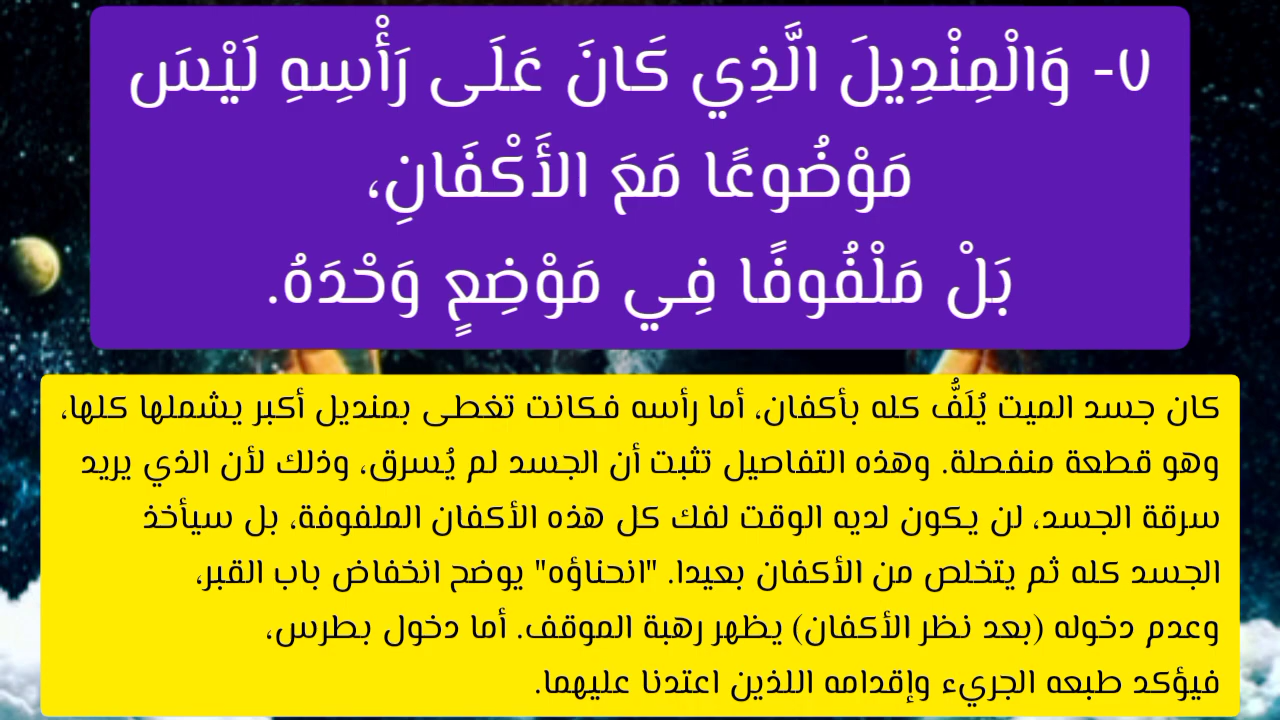 ٧- وَالْمِنْدِيلَ الَّذِي كَانَ عَلَى رَأْسِهِ لَيْسَ
مَوْضُوعًا مَعَ الأَكْفَانِ،
بَلْ مَلْفُوفًا فِي مَوْضِعٍ وَحْدَهُ.
كان جسد الميت يُلَفُّ كله بأكفان، أما رأسه فكانت تغطى بمنديل أكبر يشملها كلها،
وهو قطعة منفصلة. وهذه التفاصيل تثبت أن الجسد لم يُسرق، وذلك لأن الذي يريد
سرقة الجسد، لن يكون لديه الوقت لفك كل هذه الأكفان الملفوفة، بل سيأخذ
الجسد كله ثم يتخلص من الأكفان بعيدا. "انحناؤه" يوضح انخفاض باب القبر،
وعدم دخوله (بعد نظر الأكفان) يظهر رهبة الموقف. أما دخول بطرس،
فيؤكد طبعه الجريء وإقدامه اللذين اعتدنا عليهما.